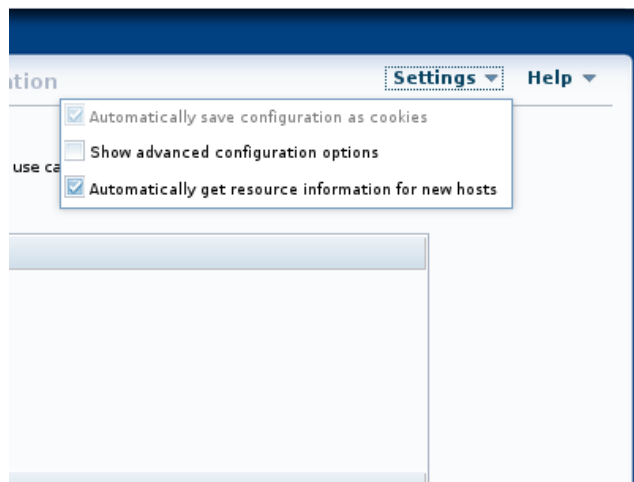 ation Settings Help
Automatically save configuration as cookies
Show advanced configuration options
use ca
Automatically get resource information for new hosts